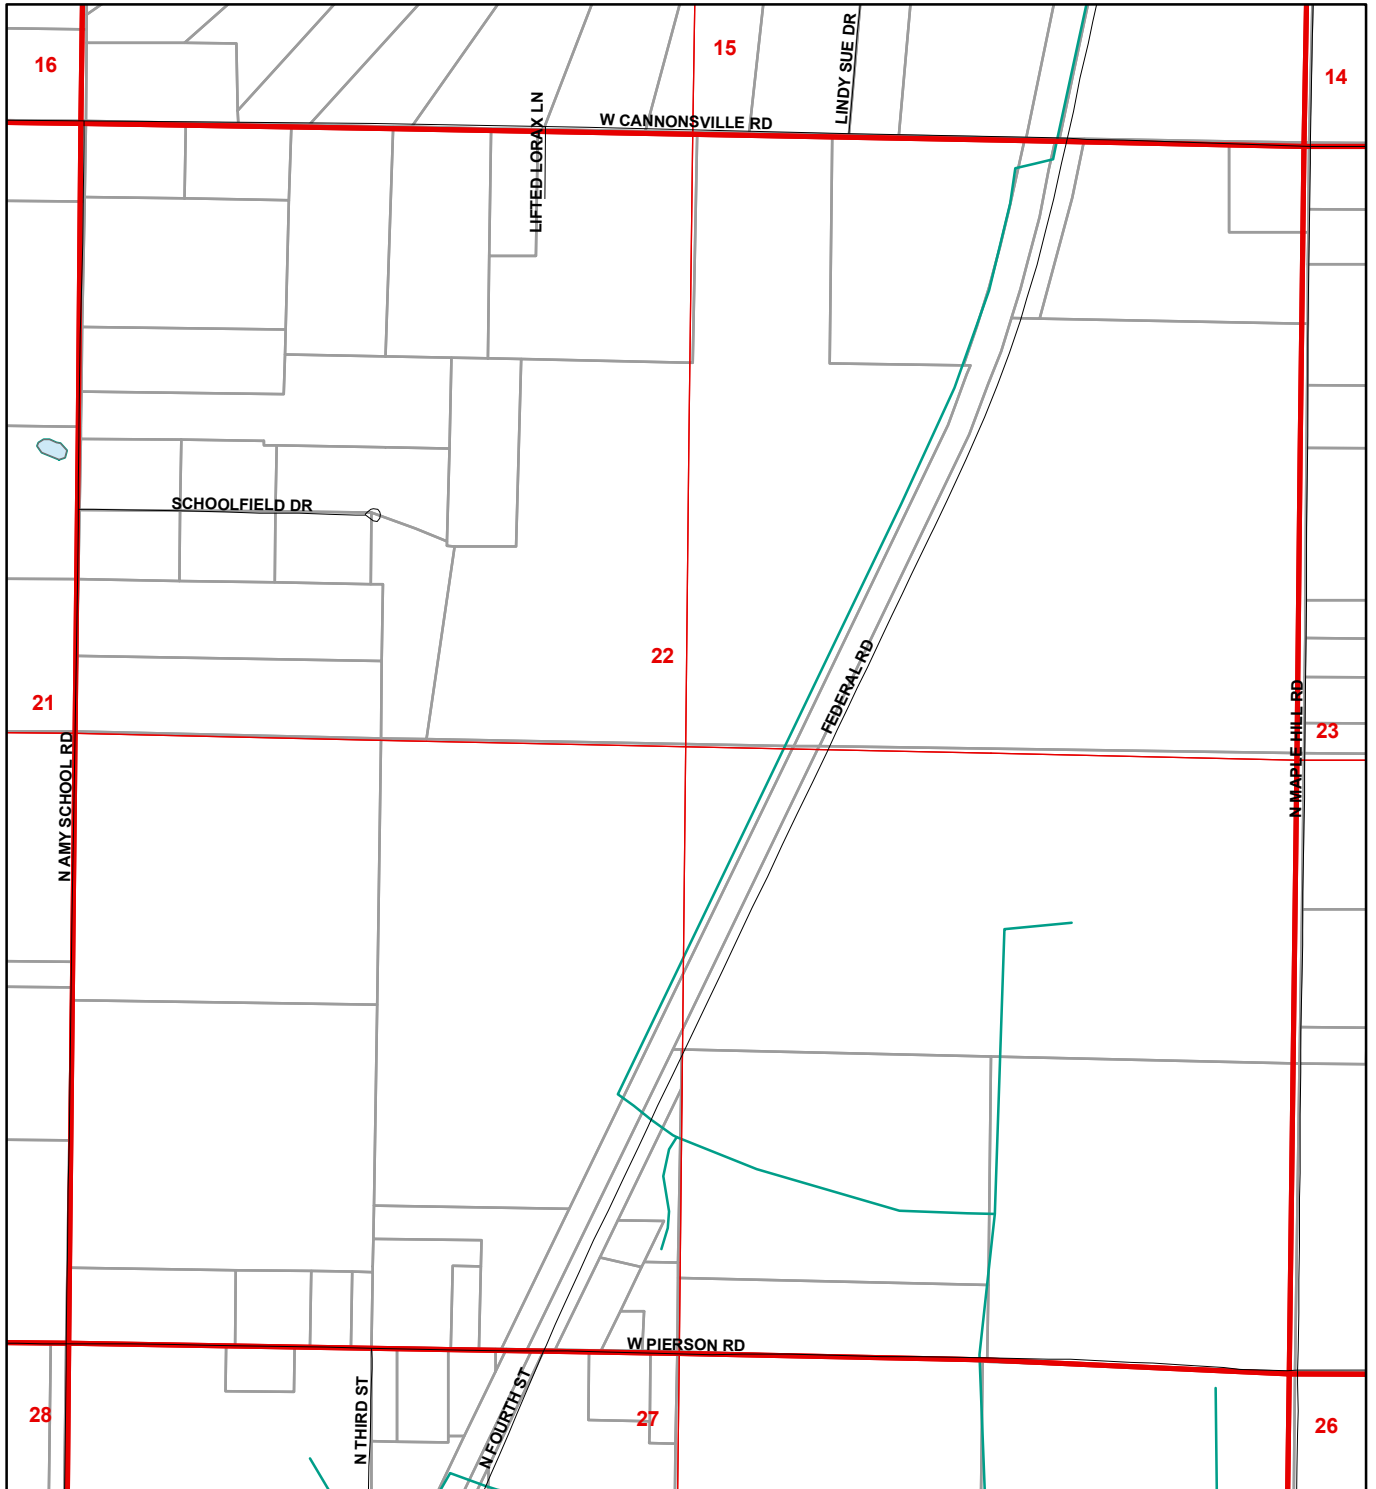 15
16
14
LINDY SUE DR
W CANNONSVILLE RD
LIFTED LORAX LN
SCHOOLFIELD DR
22
FEDERAL RD
21
23
N AMY SCHOOL RD
N MAPLE HILL RD
W PIERSON RD
N THIRD ST
N FOURTH ST
28
27
26